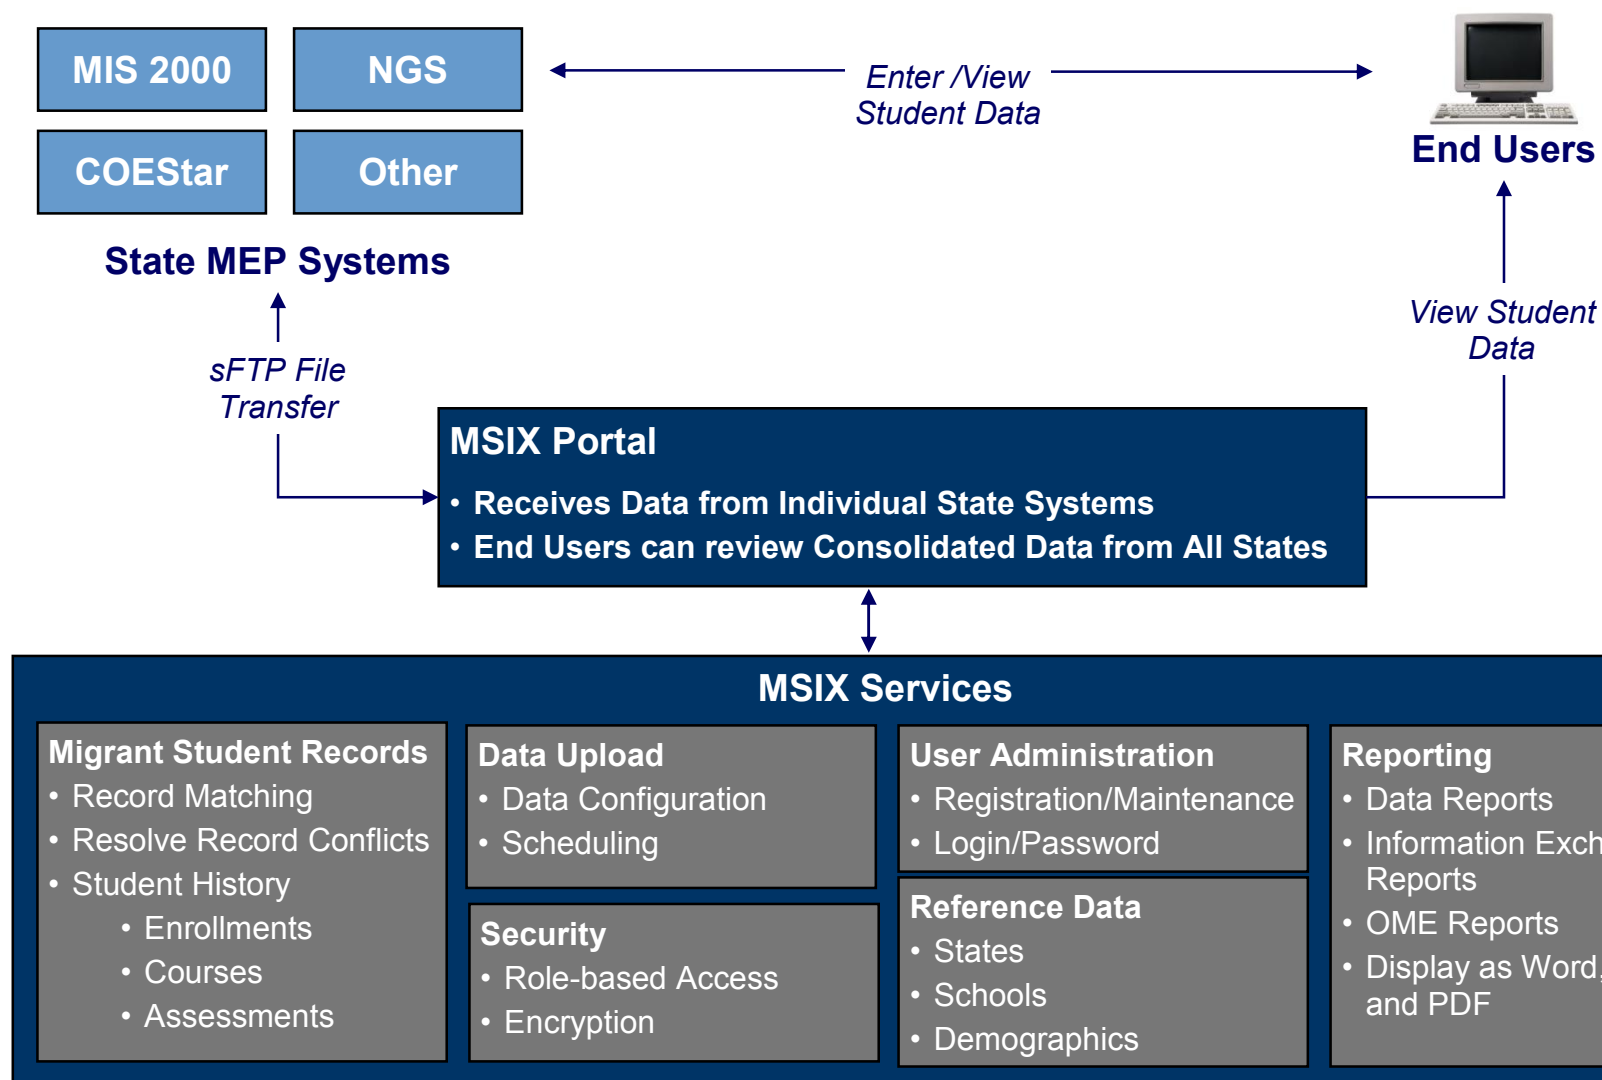 MIS 2000
NGS
COEStar
Other
State MEP Systems
Enter /View
Student Data
End Users
View Student
Data
sFTP File
Transfer
MSIX Portal
• Receives Data from Individual State Systems
• End Users can review Consolidated Data from All States
MSIX Services
Migrant Student Records
• Record Matching
• Resolve Record Conflicts
• Student History
• Enrollments
• Courses
• Assessments
Data Upload
• Data Configuration
• Scheduling
Security
• Role-based Access
• Encryption
User Administration
• Registration/Maintenance
• Login/Password
Reference Data
• States
• Schools
• Demographics
Reporting
• Data Reports
• Information Exch
Reports
• OME Reports
• Display as Word,
and PDF